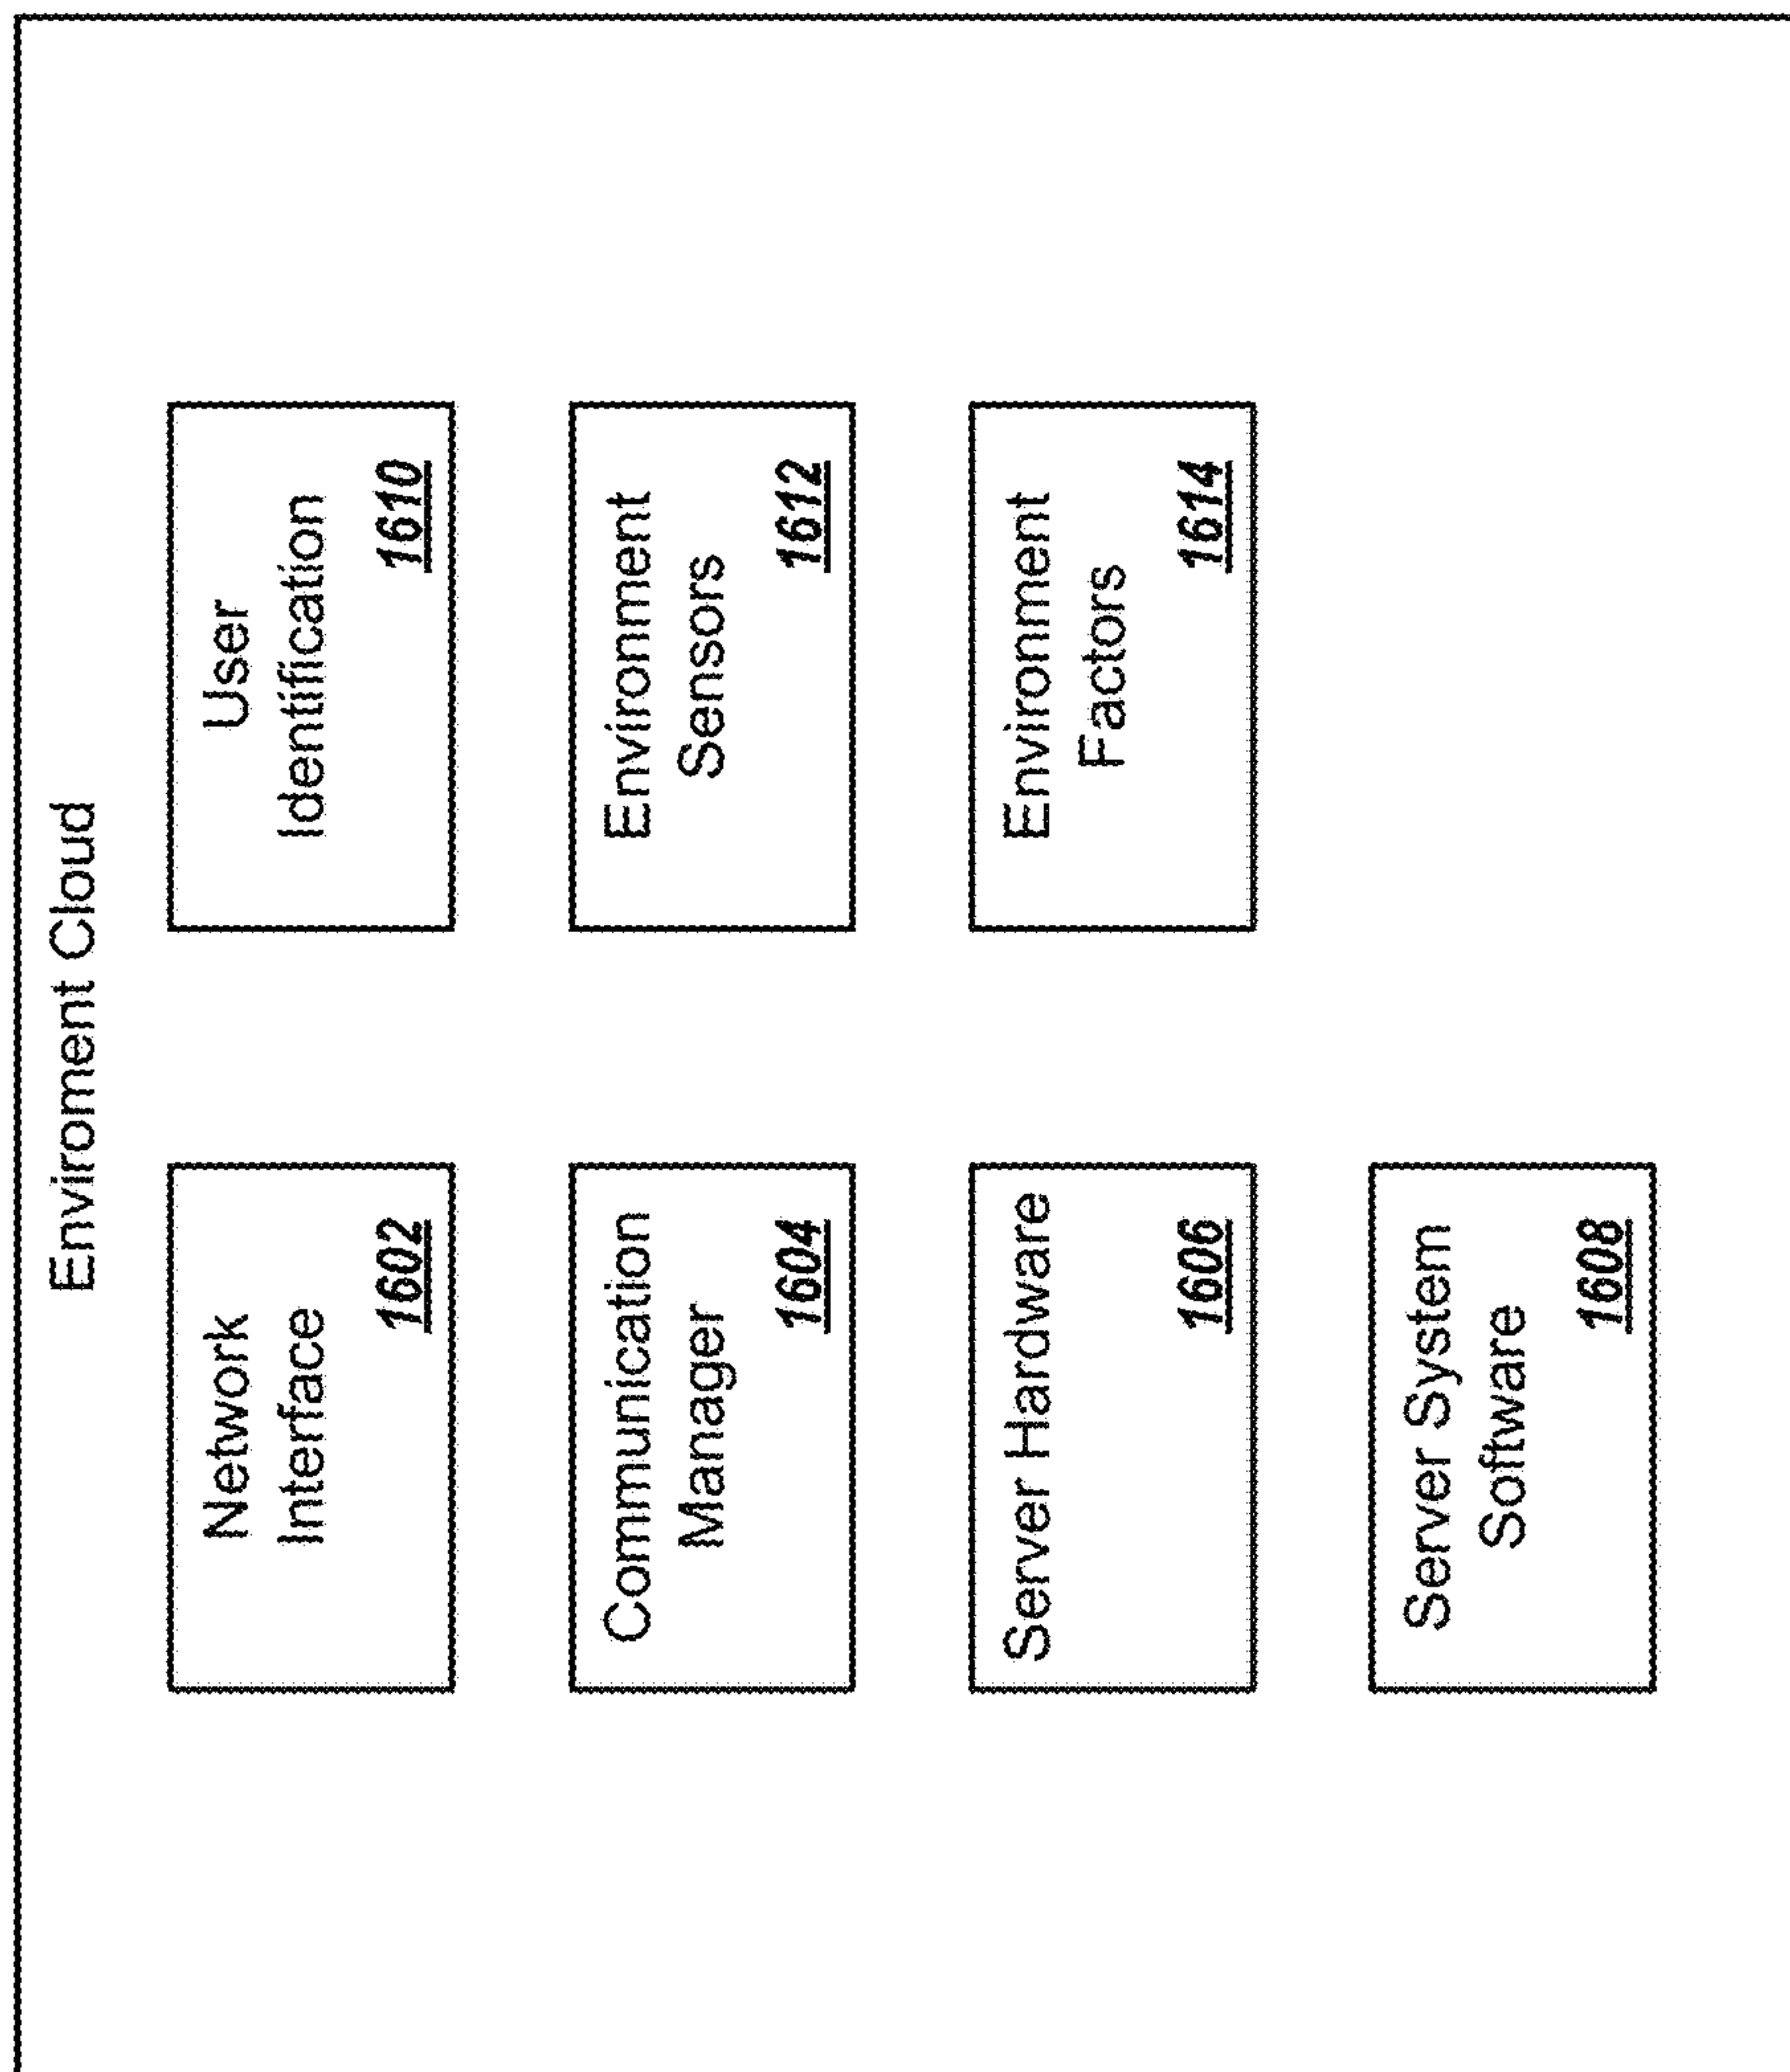 Enviroment Cloud
Network
Interface
1602
Communication
Manager
1604
Server Hardware
1606
Server System
Software
1608
User
Identification
1610
Environment
Sensors
1612
Environment
Factors
1614